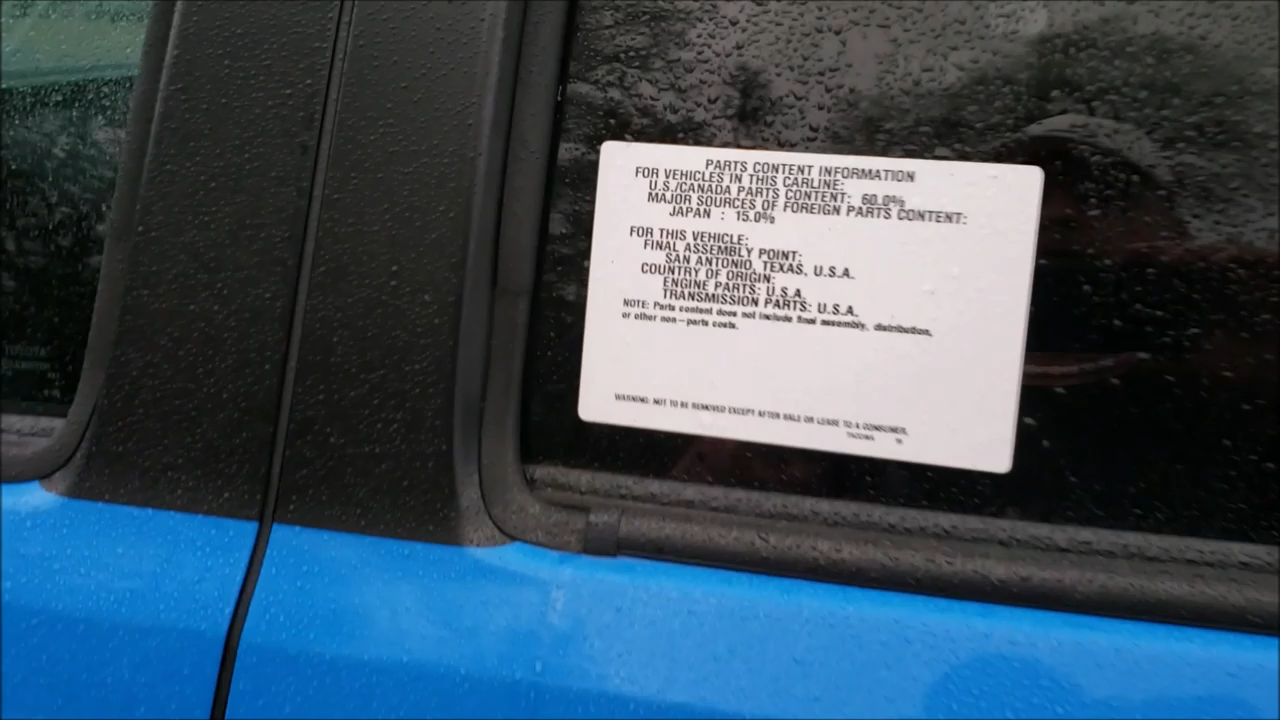 PARTS CONTENT INFORMATION
FOR VEHICLES IN THIS CARLINE:
U.S./CANADA PARTS CONTENT: 60.0%
MAJOR SOURCES OF FOREIGN PARTS CONTENT:
JAPAN : 15.0%
FOR THIS VEHICLE:
FINAL ASSEMBLY POINT:
SAN ANTONIO, TEXAS, U.S.A.
COUNTRY OF ORIGIN:
ENGINE PARTS: U.S.A.
TRANSMISSION PARTS: U.S.A.
NOTE: Parts content does not include final assembly, distribution,
or other non-parts costs.
WARNING: NOT TO BE REMOVED EXCEPT AFTER SALE OR LEASE TO A CONSUMER.
TACOMA
TOYOTA